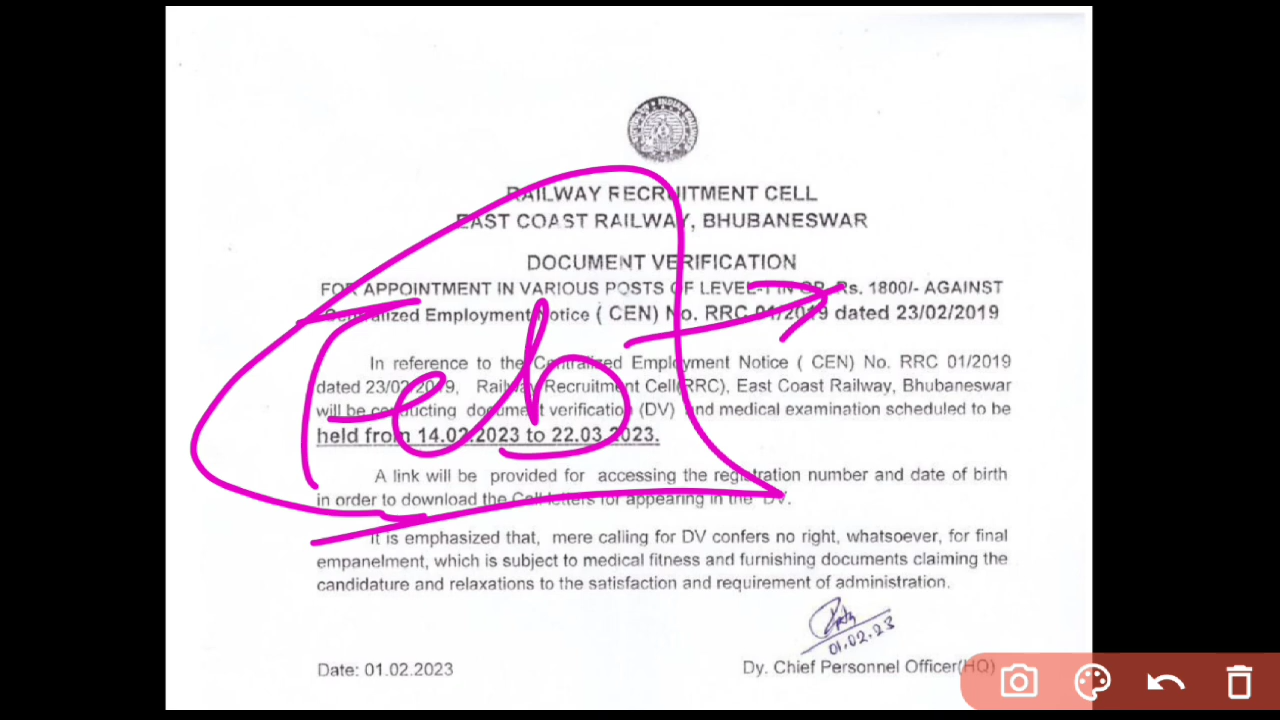 INDIAN
RAILWAY RECRUITMENT CELL
EAST COAST RAILWAY, BHUBANESWAR
DOCUMENT VERIFICATION
FOR APPOINTMENT IN VARIOUS POSTS OF LEVEL-1 IN GP Rs. 1800/- AGAINST
Centralized Employment Notice ( CEN) No. RRC 01/2019 dated 23/02/2019
Feb
In reference to the Centralized Employment Notice ( CEN) No. RRC 01/2019
dated 23/02/2019, Railway Recruitment Cell(RRC), East Coast Railway, Bhubaneswar
will be conducting document verification (DV) and medical examination scheduled to be
held from 14.02.2023 to 22.03.2023.
A link will be provided for accessing the registration number and date of birth
in order to download the Call letters for appearing in the DV.
It is emphasized that, mere calling for DV confers no right, whatsoever, for final
empanelment, which is subject to medical fitness and furnishing documents claiming the
candidature and relaxations to the satisfaction and requirement of administration.
01.02.23
Date: 01.02.2023
Dy. Chief Personnel Officer(HQ)